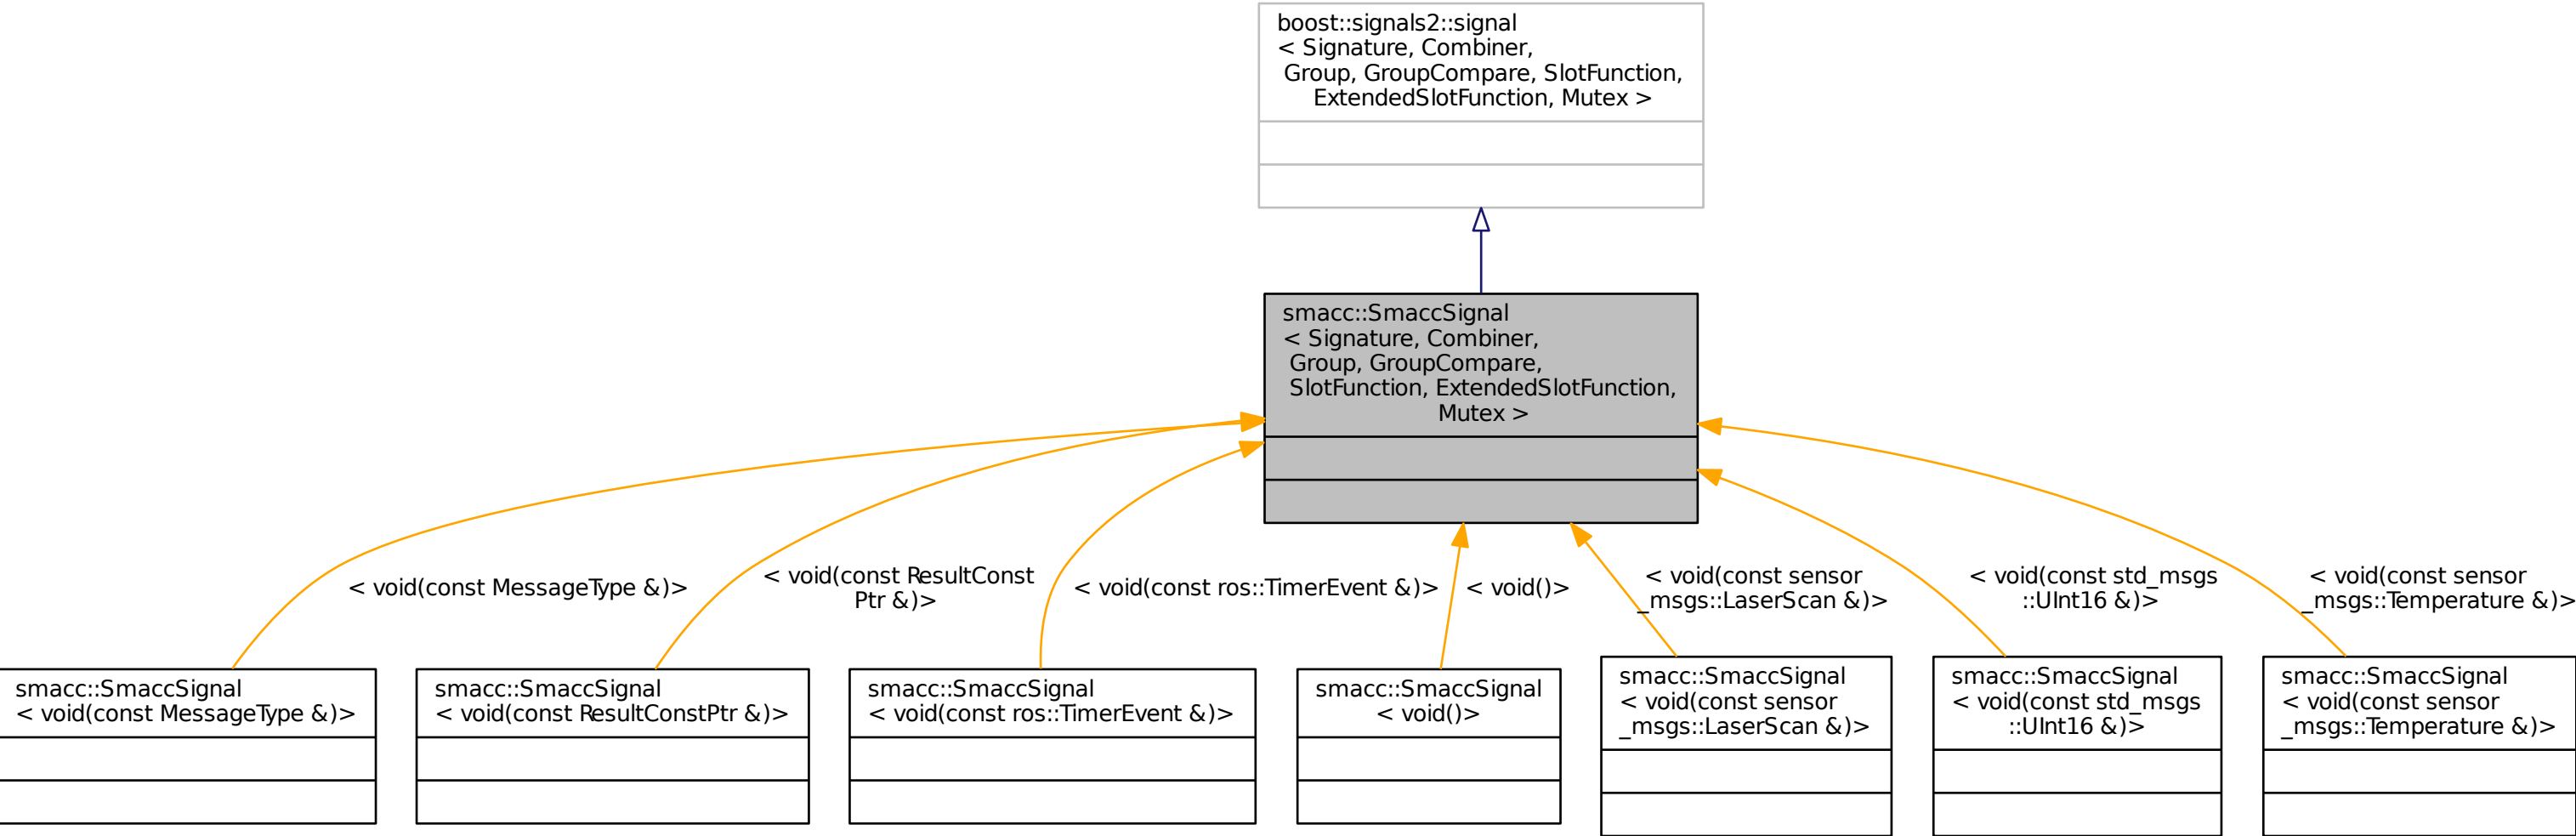 boost::signals2::signal
< Signature, Combiner,
Group, GroupCompare, SlotFunction,
ExtendedSlotFunction, Mutex >
smacc::SmaccSignal
< Signature, Combiner,
Group, GroupCompare,
SlotFunction, ExtendedSlotFunction,
Mutex >
< void(const MessageType &)>
< void(const ResultConst
Ptr &)>
< void(const ros::TimerEvent &)>
< void()>
< void(const sensor
_msgs::LaserScan &)>
< void(const std_msgs
::UInt16 &)>
< void(const sensor
_msgs::Temperature &)>
smacc::SmaccSignal
< void(const MessageType &)>
smacc::SmaccSignal
< void(const ResultConstPtr &)>
smacc::SmaccSignal
< void(const ros::TimerEvent &)>
smacc::SmaccSignal
< void()>
smacc::SmaccSignal
< void(const sensor
_msgs::LaserScan &)>
smacc::SmaccSignal
< void(const std_msgs
::UInt16 &)>
smacc::SmaccSignal
< void(const sensor
_msgs::Temperature &)>